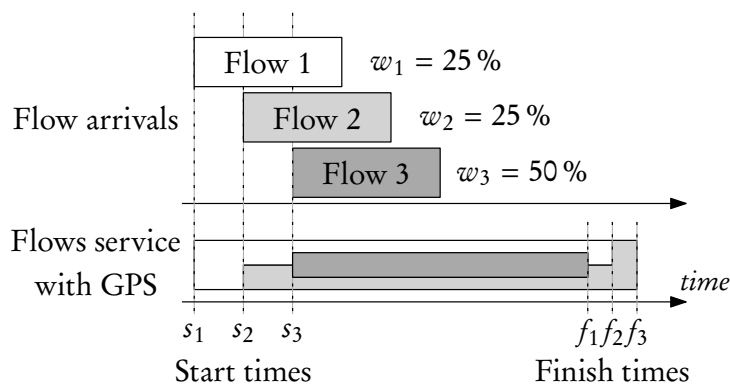 Flow 1 w₁ = 25 %
Flow arrivals Flow 2 w₂ = 25 %
Flow 3 w₃ = 50 %
Flows service
with GPS
time
s₁ s₂ s₃ f₁ f₂ f₃
Start times Finish times